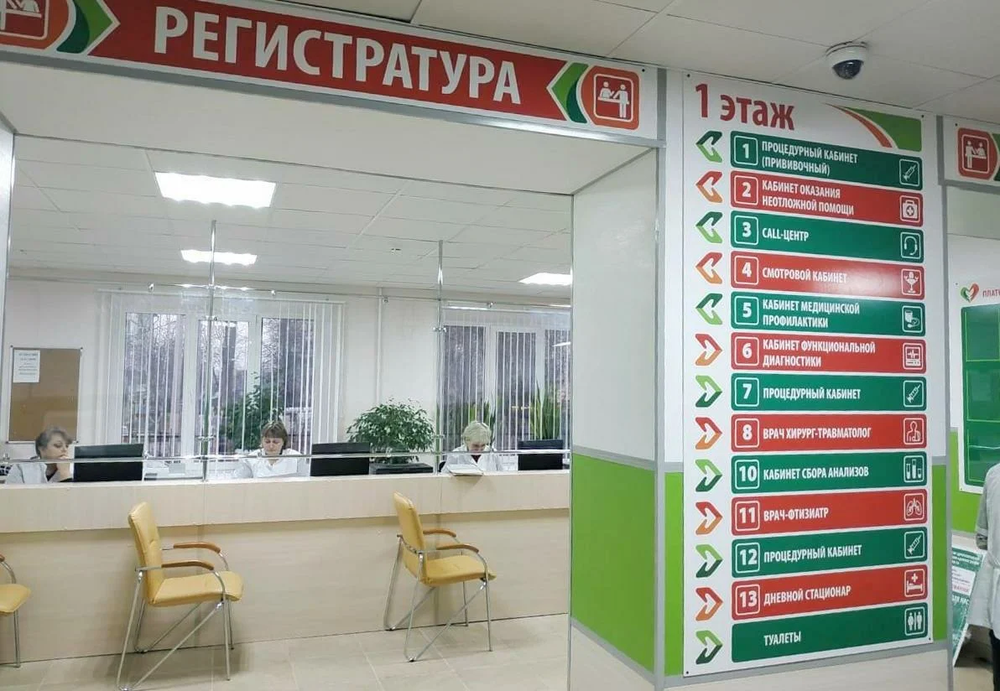 РЕГИСТРАТУРА
1 этаж
1 ПРОЦЕДУРНЫЙ КАБИНЕТ
(ПРИВИВОЧНЫЙ)
2 КАБИНЕТ ОКАЗАНИЯ
НЕОТЛОЖНОЙ ПОМОЩИ
3 CALL-ЦЕНТР
4 СМОТРОВОЙ КАБИНЕТ
5 КАБИНЕТ МЕДИЦИНСКОЙ
ПРОФИЛАКТИКИ
6 КАБИНЕТ ФУНКЦИОНАЛЬНОЙ
ДИАГНОСТИКИ
7 ПРОЦЕДУРНЫЙ КАБИНЕТ
8 ВРАЧ ХИРУРГ-ТРАВМАТОЛОГ
10 КАБИНЕТ СБОРА АНАЛИЗОВ
11 ВРАЧ-ФТИЗИАТР
12 ПРОЦЕДУРНЫЙ КАБИНЕТ
13 ДНЕВНОЙ СТАЦИОНАР
ТУАЛЕТЫ